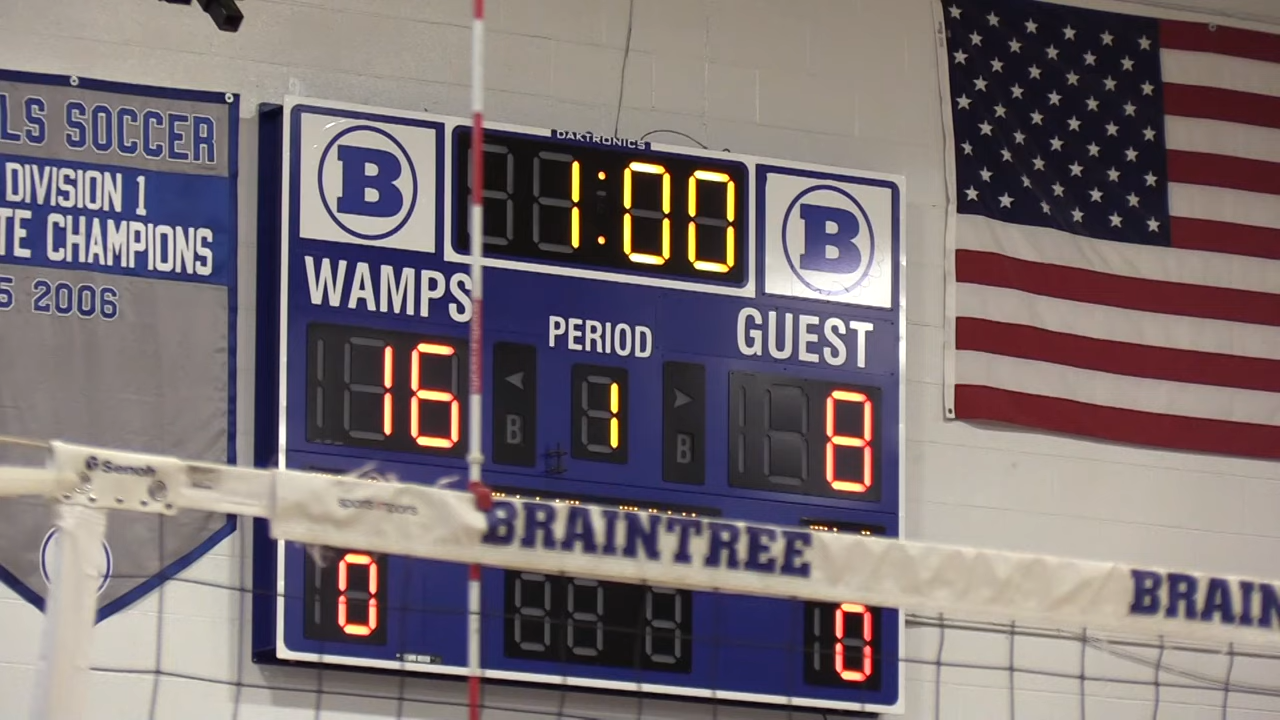 LS SOCCER
DIVISION 1
TE CHAMPIONS
5 2006
DAKTRONICS
B
1:00
B
WAMPS
PERIOD
GUEST
16
B
1
B
8
Senoh
BRAINTREE
BRAIN
0
0